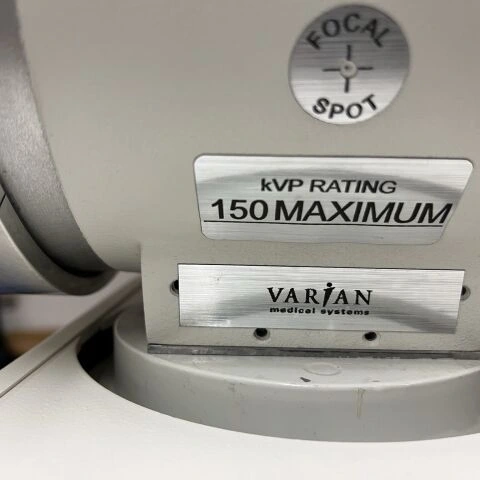 FOCAL
SPOT
kVP RATING
150 MAXIMUM
VARIAN
medical systems